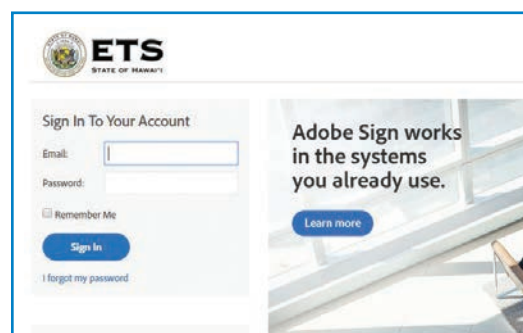 ETS
STATE OF HAWAI‘I
Sign In To Your Account
Email:
Password:
Remember Me
Sign In
I forgot my password
Adobe Sign works
in the systems
you already use.
Learn more